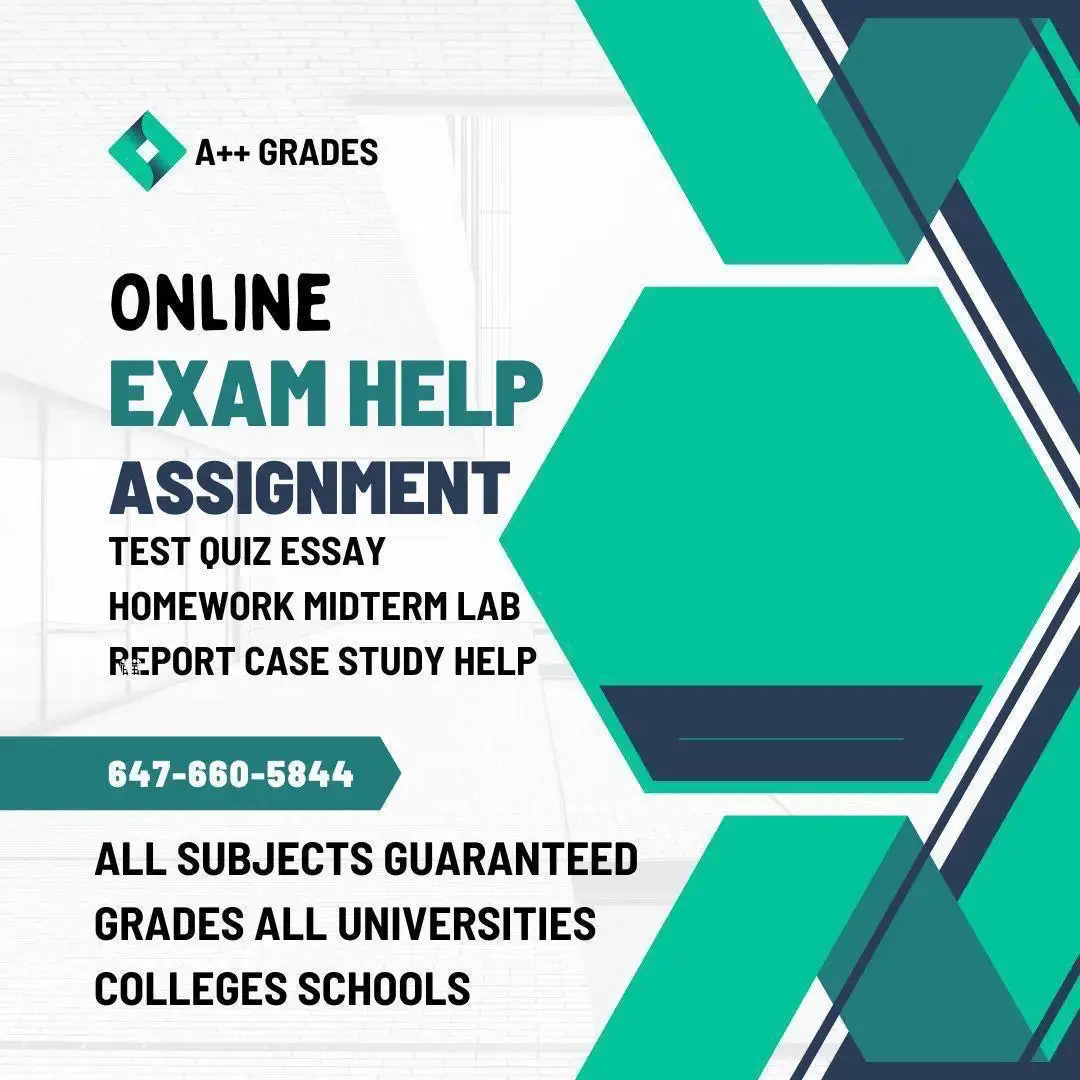 A++ GRADES
ONLINE
EXAM HELP
ASSIGNMENT
TEST QUIZ ESSAY
HOMEWORK MIDTERM LAB
REPORT CASE STUDY HELP
647-660-5844
ALL SUBJECTS GUARANTEED
GRADES ALL UNIVERSITIES
COLLEGES SCHOOLS